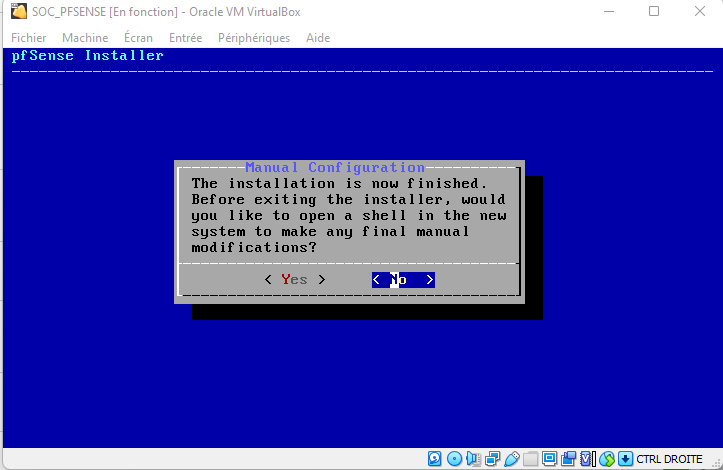 SOC_PFSENSE [En fonction] - Oracle VM VirtualBox
Fichier Machine Écran Entrée Périphériques Aide
pfSense Installer
Manual Configuration
The installation is now finished.
Before exiting the installer, would
you like to open a shell in the new
system to make any final manual
modifications?
< Yes > < No >
CTRL DROITE